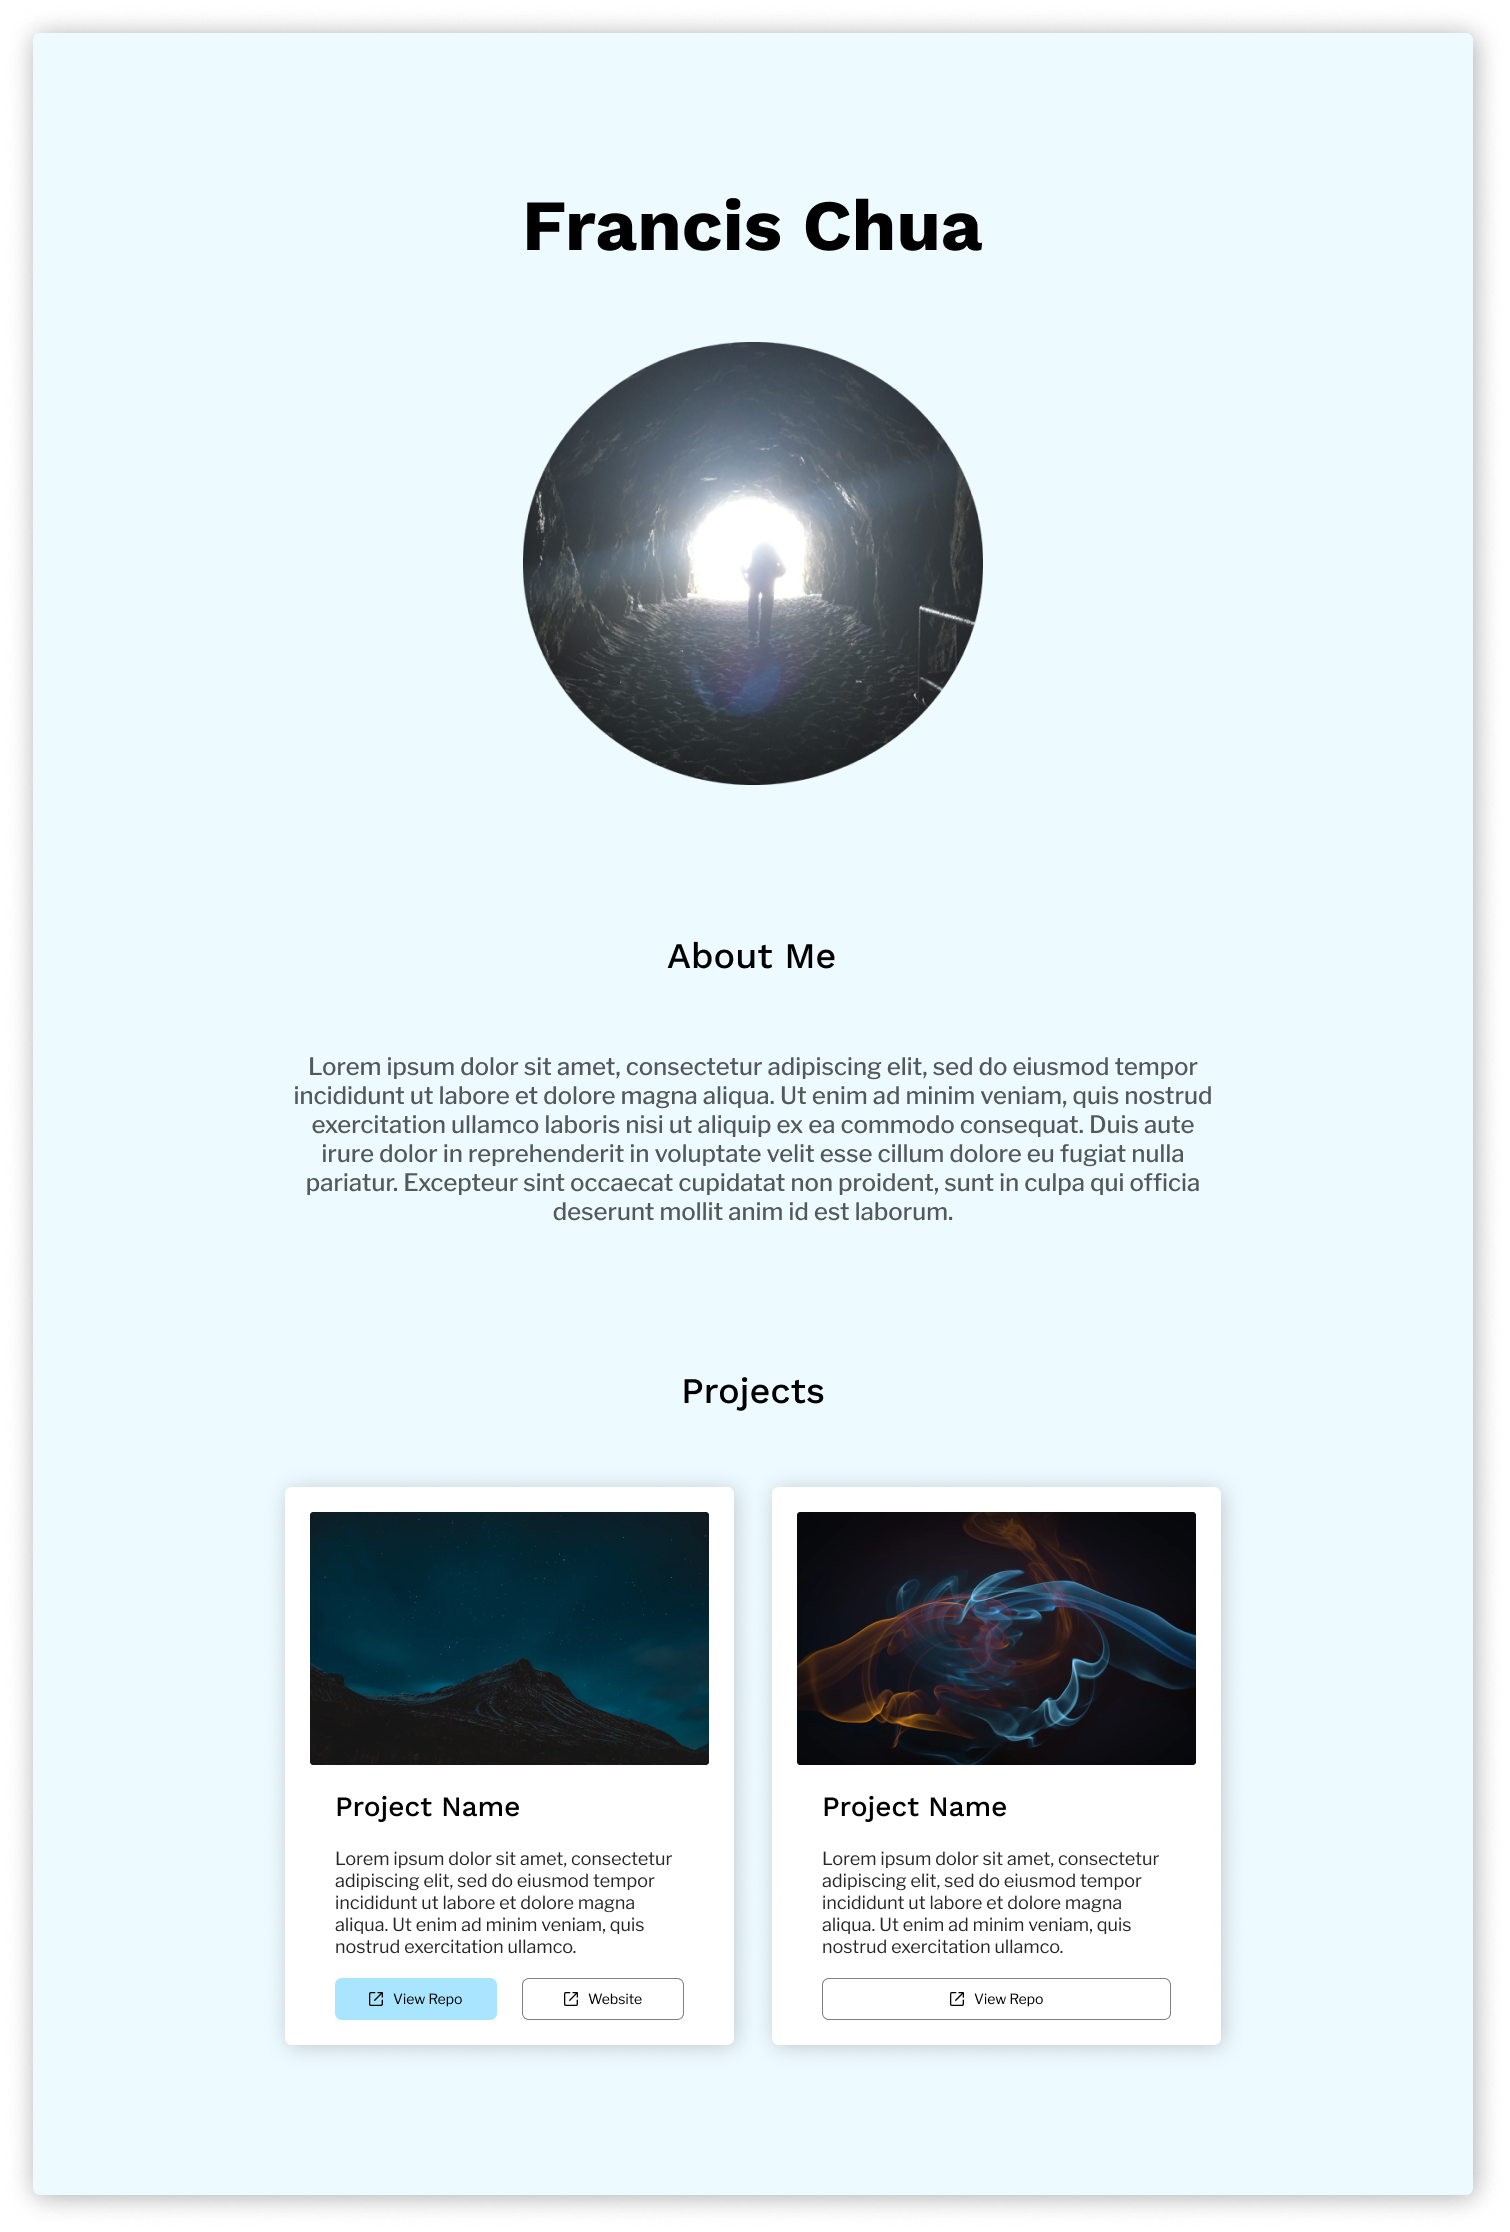 Francis Chua
About Me
Lorem ipsum dolor sit amet, consectetur adipiscing elit, sed do eiusmod tempor
incididunt ut labore et dolore magna aliqua. Ut enim ad minim veniam, quis nostrud
exercitation ullamco laboris nisi ut aliquip ex ea commodo consequat. Duis aute
irure dolor in reprehenderit in voluptate velit esse cillum dolore eu fugiat nulla
pariatur. Excepteur sint occaecat cupidatat non proident, sunt in culpa qui officia
deserunt mollit anim id est laborum.
Projects
Project Name
Lorem ipsum dolor sit amet, consectetur
adipiscing elit, sed do eiusmod tempor
incididunt ut labore et dolore magna
aliqua. Ut enim ad minim veniam, quis
nostrud exercitation ullamco.
View Repo
Website
Project Name
Lorem ipsum dolor sit amet, consectetur
adipiscing elit, sed do eiusmod tempor
incididunt ut labore et dolore magna
aliqua. Ut enim ad minim veniam, quis
nostrud exercitation ullamco.
View Repo